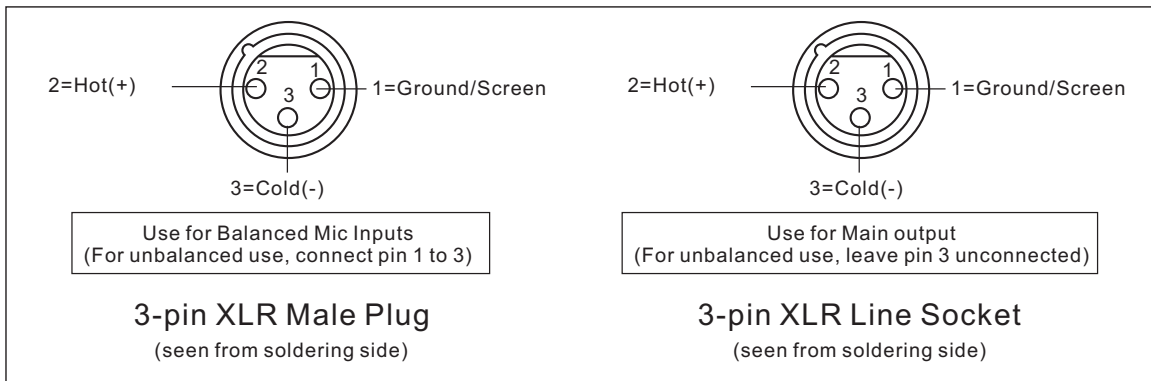 2
1
2=Hot(+)
3
1=Ground/Screen
3=Cold(-)
Use for Balanced Mic Inputs
(For unbalanced use, connect pin 1 to 3)
3-pin XLR Male Plug
(seen from soldering side)
2
1
2=Hot(+)
3
1=Ground/Screen
3=Cold(-)
Use for Main output
(For unbalanced use, leave pin 3 unconnected)
3-pin XLR Line Socket
(seen from soldering side)